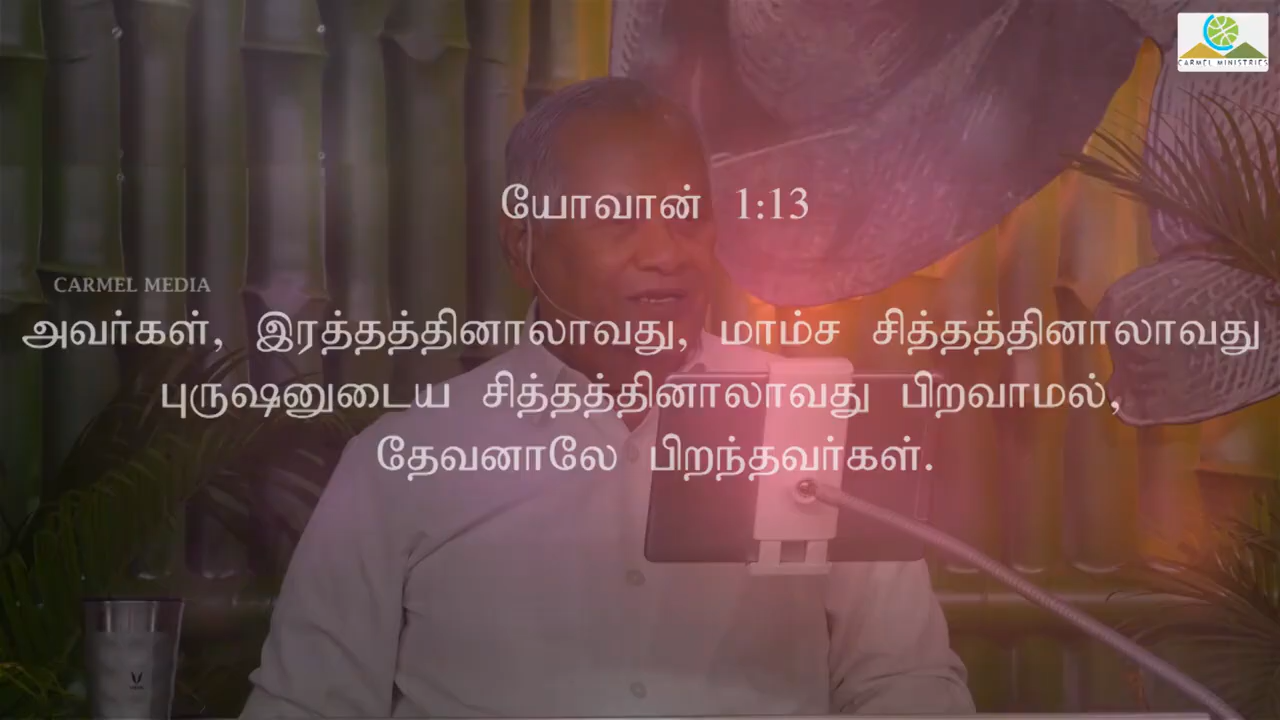 CARMEL MINISTRIES
யோவான் 1:13
CARMEL MEDIA
அவர்கள், இரத்தத்தினாலாவது, மாம்ச சித்தத்தினாலாவது
புருஷனுடைய சித்தத்தினாலாவது பிறவாமல்,
தேவனாலே பிறந்தவர்கள்.